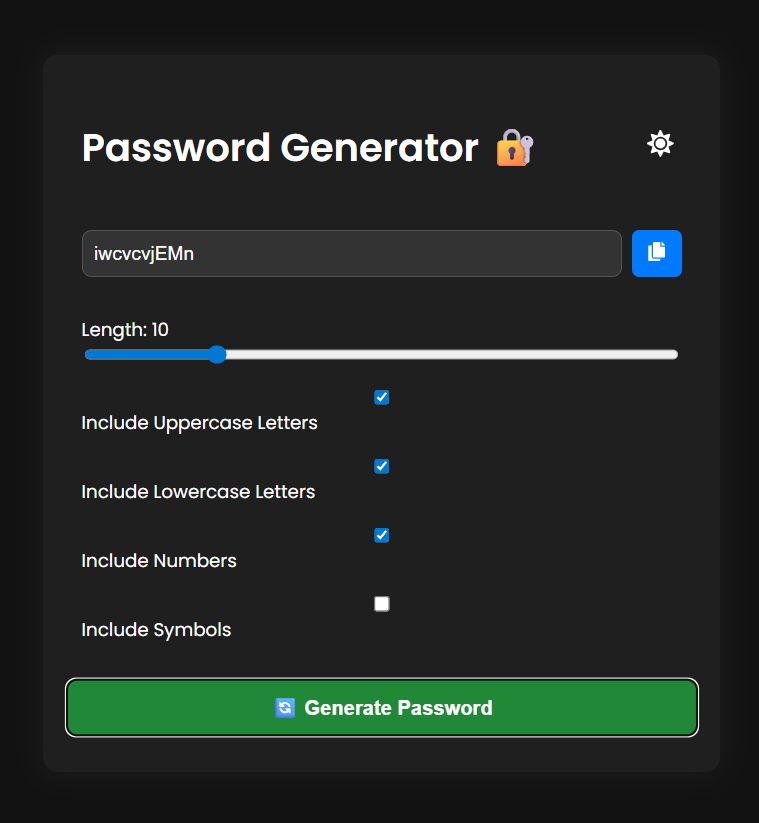 Password Generator 🔐
iwcvcvjEMn
Length: 10
Include Uppercase Letters
Include Lowercase Letters
Include Numbers
Include Symbols
🔄 Generate Password